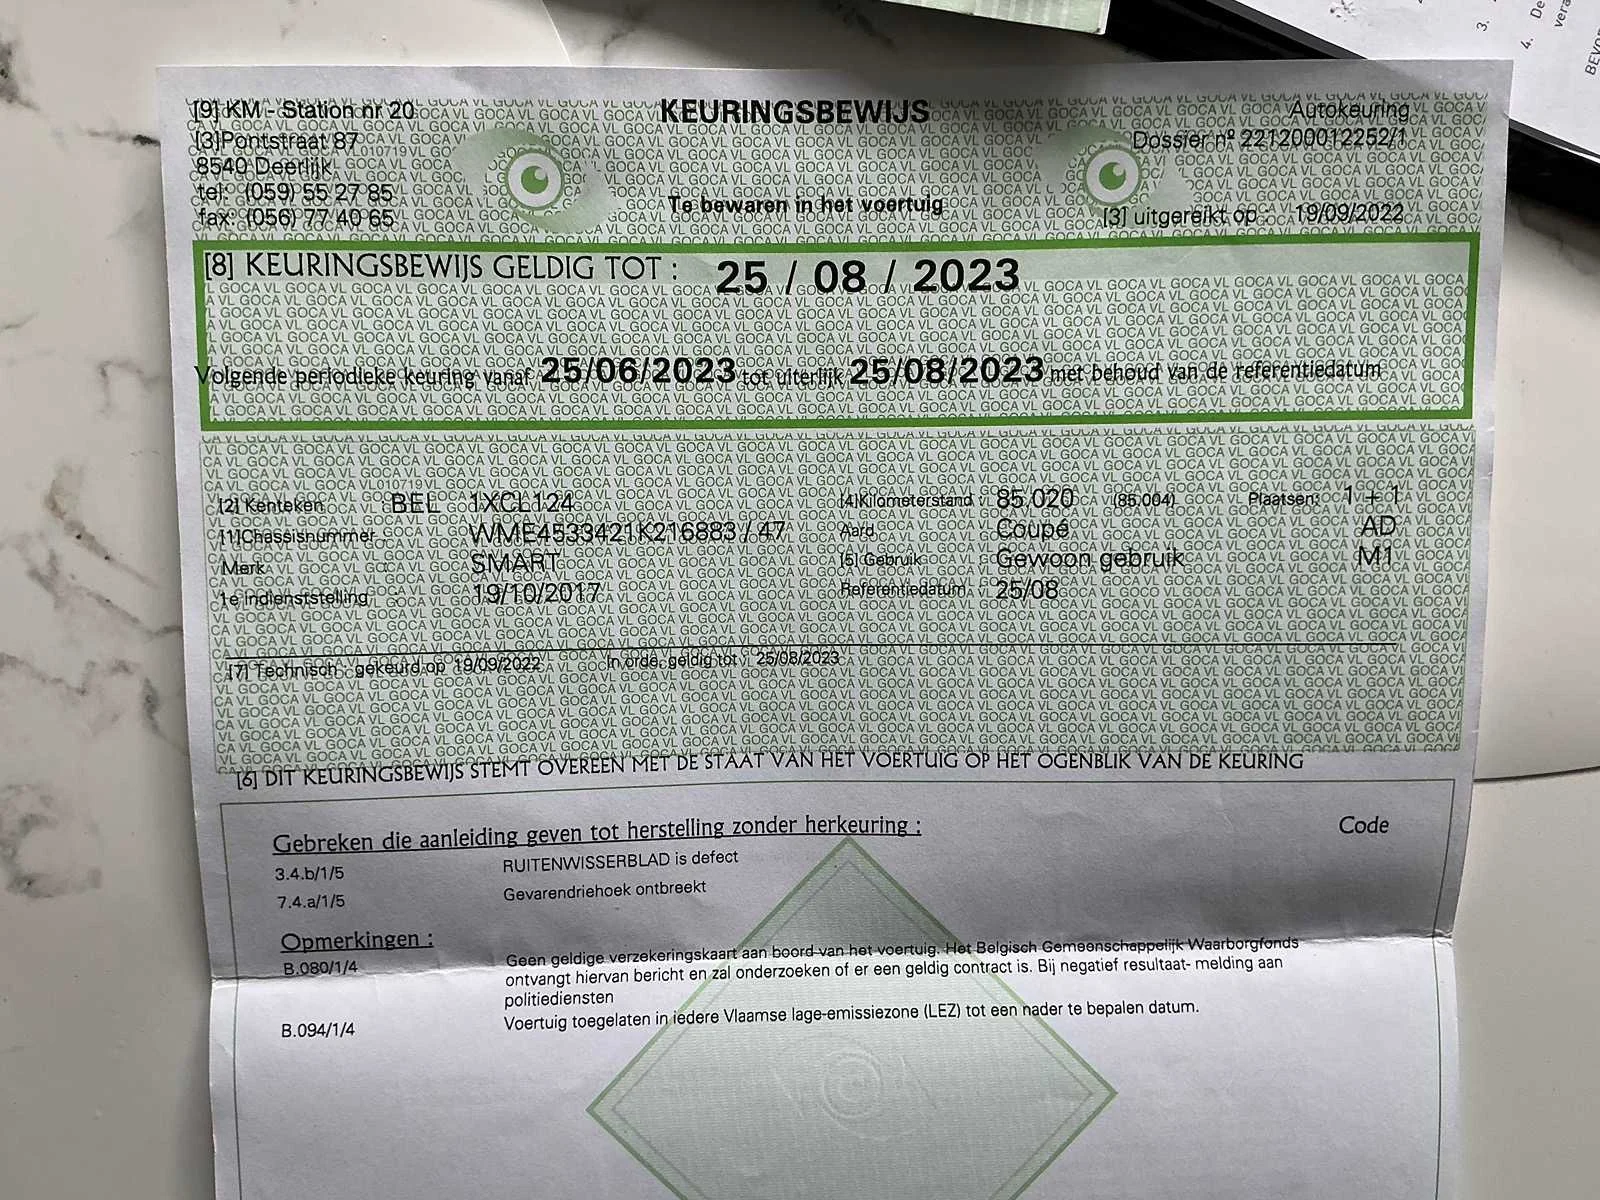 [9] KM - Station nr 20
KEURINGSBEWIJS
Autokeuring
[3]Pontstraat 87
Dossier nº 221200012252/1
8540 Deerlijk
tel: (059) 55 27 85
Te bewaren in het voertuig
fax: (056) 77 40 65
[3] uitgereikt op : 19/09/2022
[8] KEURINGSBEWIJS GELDIG TOT : 25 / 08 / 2023
Volgende periodieke keuring vanaf 25/06/2023 tot uiterlijk 25/08/2023 met behoud van de referentiedatum
[2] Kenteken BEL 1XCL124 [4]Kilometerstand 85.020 (85.004) Plaatsen: 1 + 1
[1]Chassisnummer : WME4533421K216883 / 47 Aard Coupé AD
Merk : SMART [5] Gebruik Gewoon gebruik M1
1e indienststelling : 19/10/2017 Referentiedatum 25/08
[7] Technisch : gekeurd op 19/09/2022 In orde, geldig tot : 25/08/2023
[6] DIT KEURINGSBEWIJS STEMT OVEREEN MET DE STAAT VAN HET VOERTUIG OP HET OGENBLIK VAN DE KEURING
Gebreken die aanleiding geven tot herstelling zonder herkeuring : Code
3.4.b/1/5 RUITENWISSERBLAD is defect
7.4.a/1/5 Gevarendriehoek ontbreekt
Opmerkingen :
B.080/1/4 Geen geldige verzekeringskaart aan boord van het voertuig. Het Belgisch Gemeenschappelijk Waarborgfonds
ontvangt hiervan bericht en zal onderzoeken of er een geldig contract is. Bij negatief resultaat- melding aan
politiediensten
B.094/1/4 Voertuig toegelaten in iedere Vlaamse lage-emissiezone (LEZ) tot een nader te bepalen datum.
3.
4. De